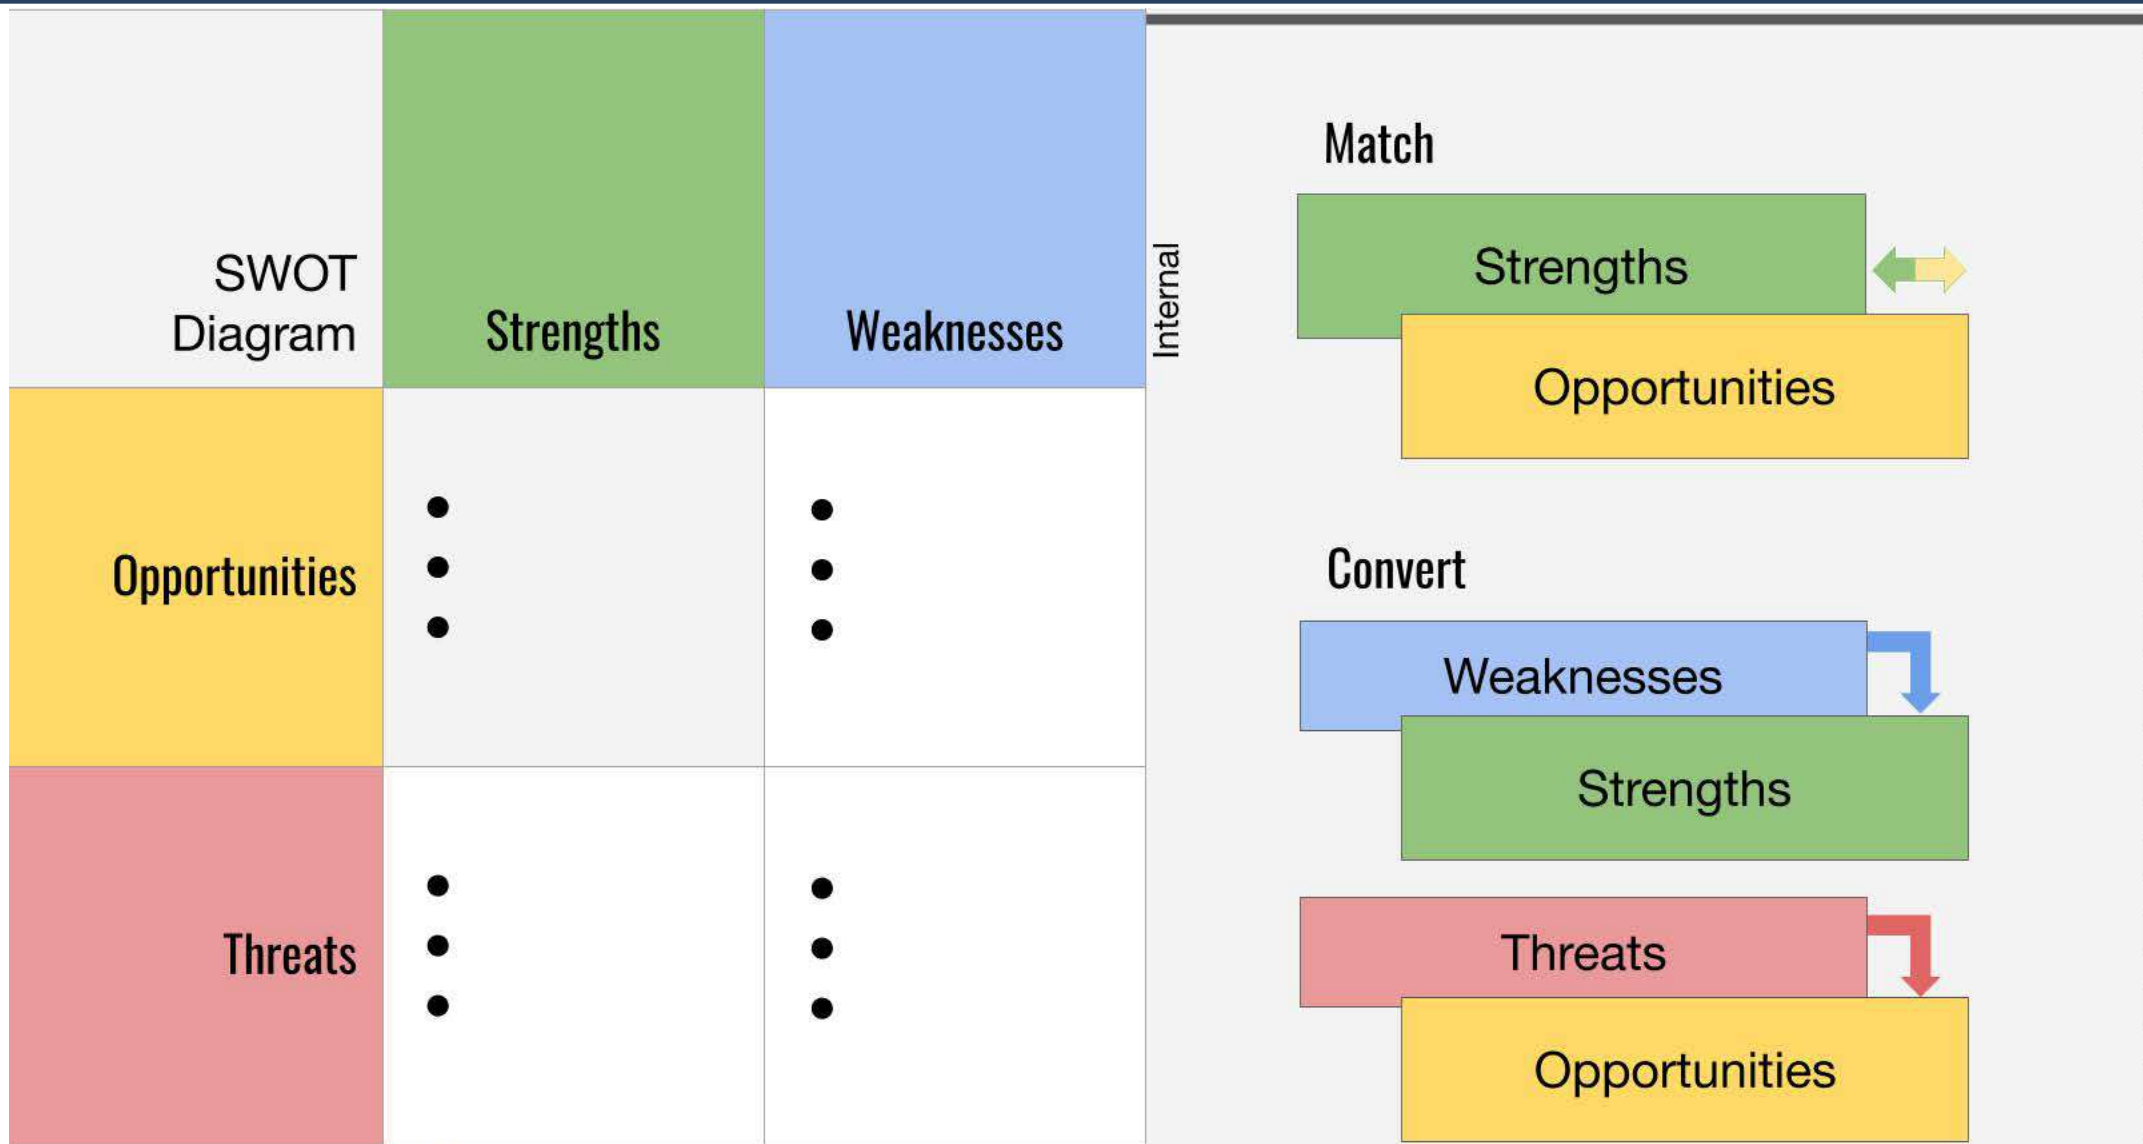 SWOT
Diagram
Strengths
Weaknesses
Internal
Opportunities
●
●
●
●
●
●
Threats
●
●
●
●
●
●
Match
Strengths
Opportunities
Convert
Weaknesses
Strengths
Threats
Opportunities